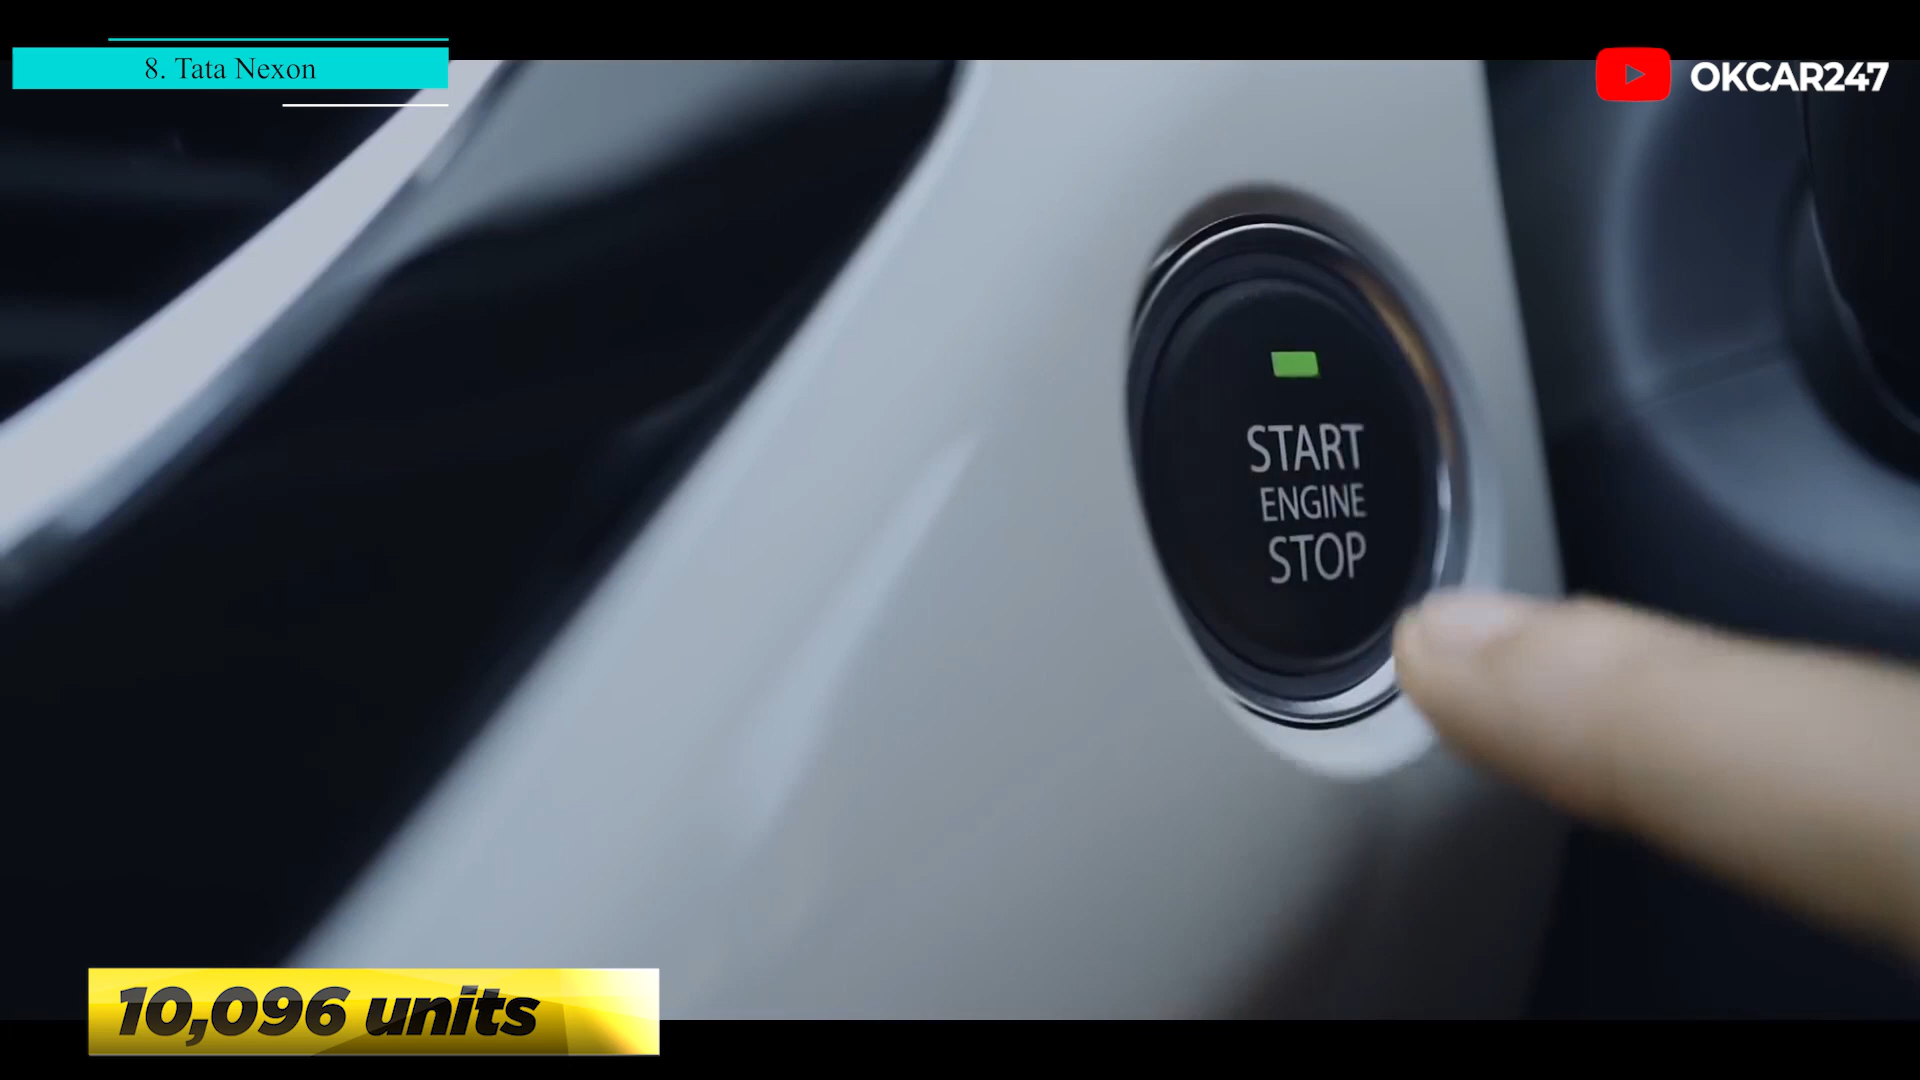 8. Tata Nexon
OKCAR247
START
ENGINE
STOP
10,096 units